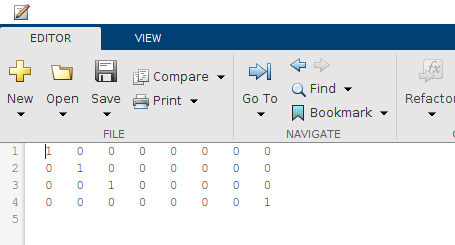 EDITOR VIEW
New Open Save Compare Print
Go To Find Bookmark
Refactor
FILE NAVIGATE
1 1 0 0 0 0 0 0 0
2 0 1 0 0 0 0 0 0
3 0 0 1 0 0 0 0 0
4 0 0 0 0 0 0 0 1
5